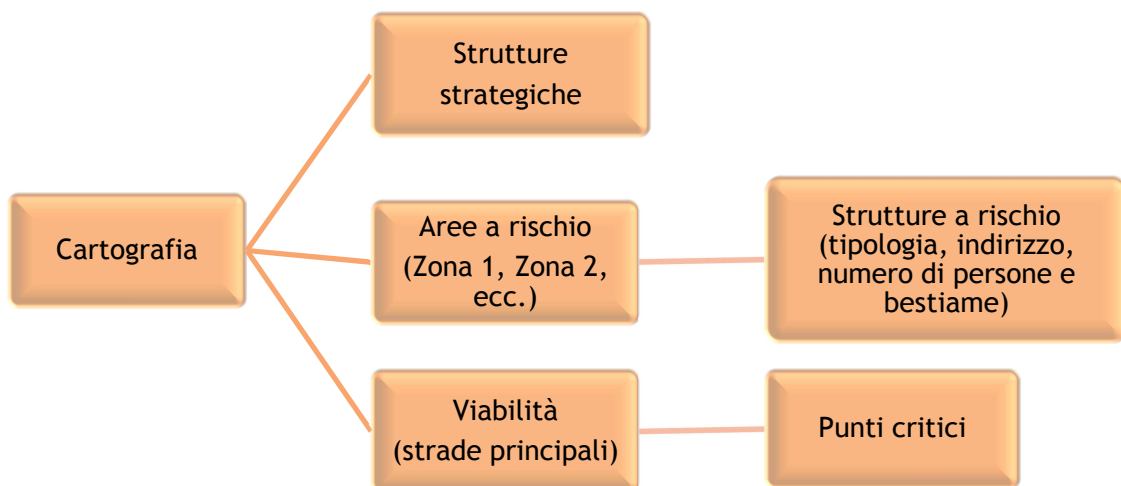 Strutture
strategiche
Cartografia
Aree a rischio
(Zona 1, Zona 2,
ecc.)
Strutture a rischio
(tipologia, indirizzo,
numero di persone e
bestiame)
Viabilità
(strade principali)
Punti critici